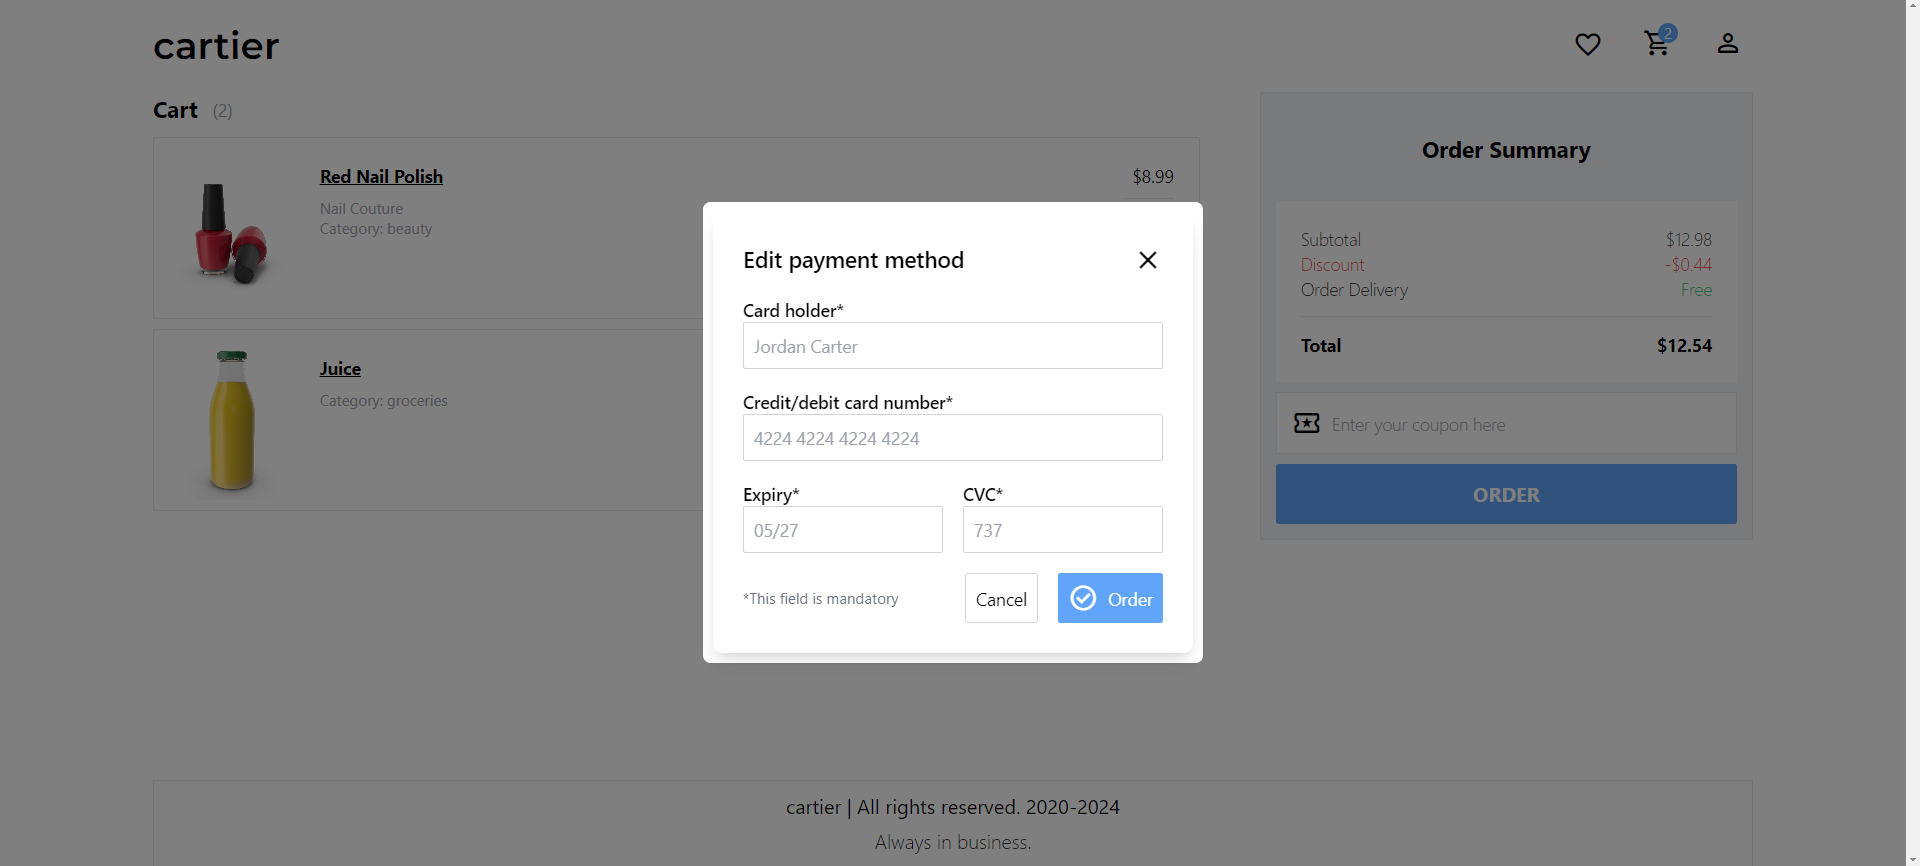 cartier
2
Cart (2)
Red Nail Polish
$8.99
Nail Couture
Category: beauty
Juice
Category: groceries
Order Summary
Subtotal $12.98
Discount -$0.44
Order Delivery Free
Total $12.54
Enter your coupon here
ORDER
Edit payment method
Card holder*
Jordan Carter
Credit/debit card number*
4224 4224 4224 4224
Expiry* CVC*
05/27 737
*This field is mandatory Cancel Order
cartier | All rights reserved. 2020-2024
Always in business.